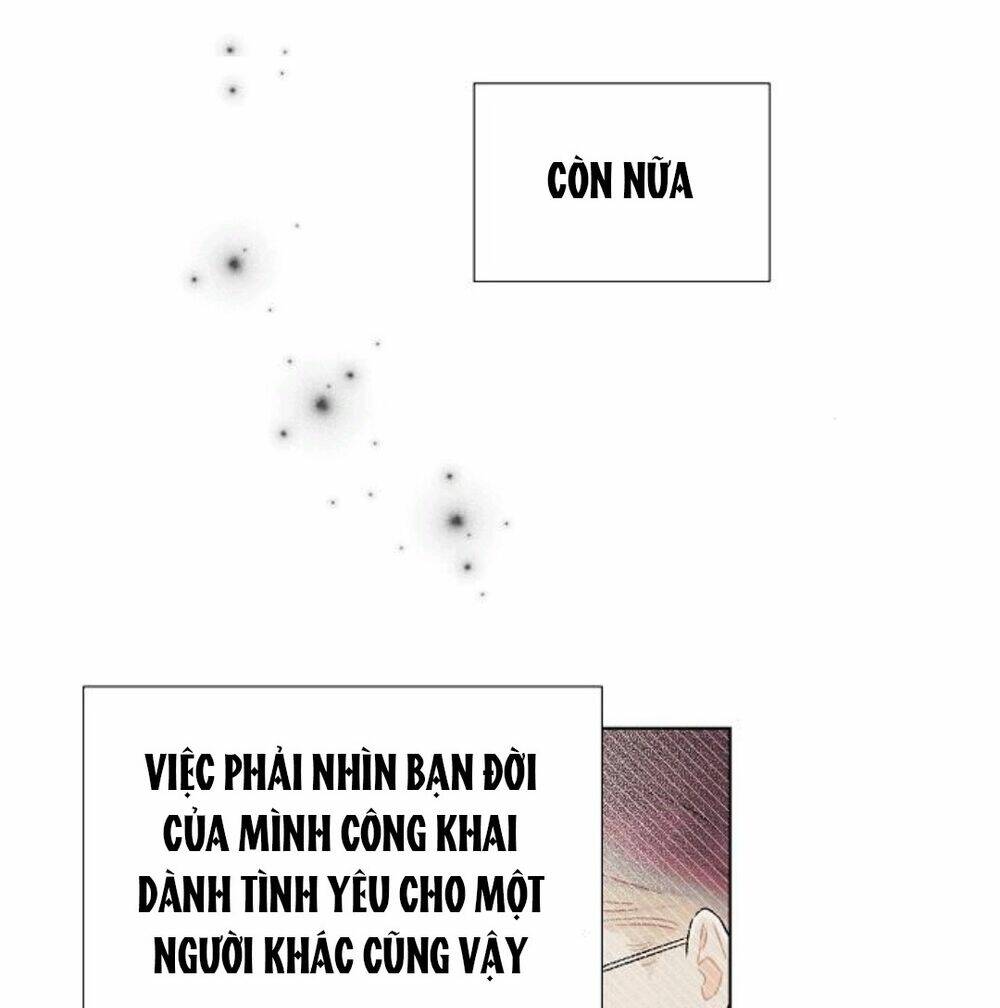 CÒN NỮA
VIỆC PHẢI NHÌN BẠN ĐỜI
CỦA MÌNH CÔNG KHAI
DÀNH TÌNH YÊU CHO MỘT
NGƯỜI KHÁC CŨNG VẬY